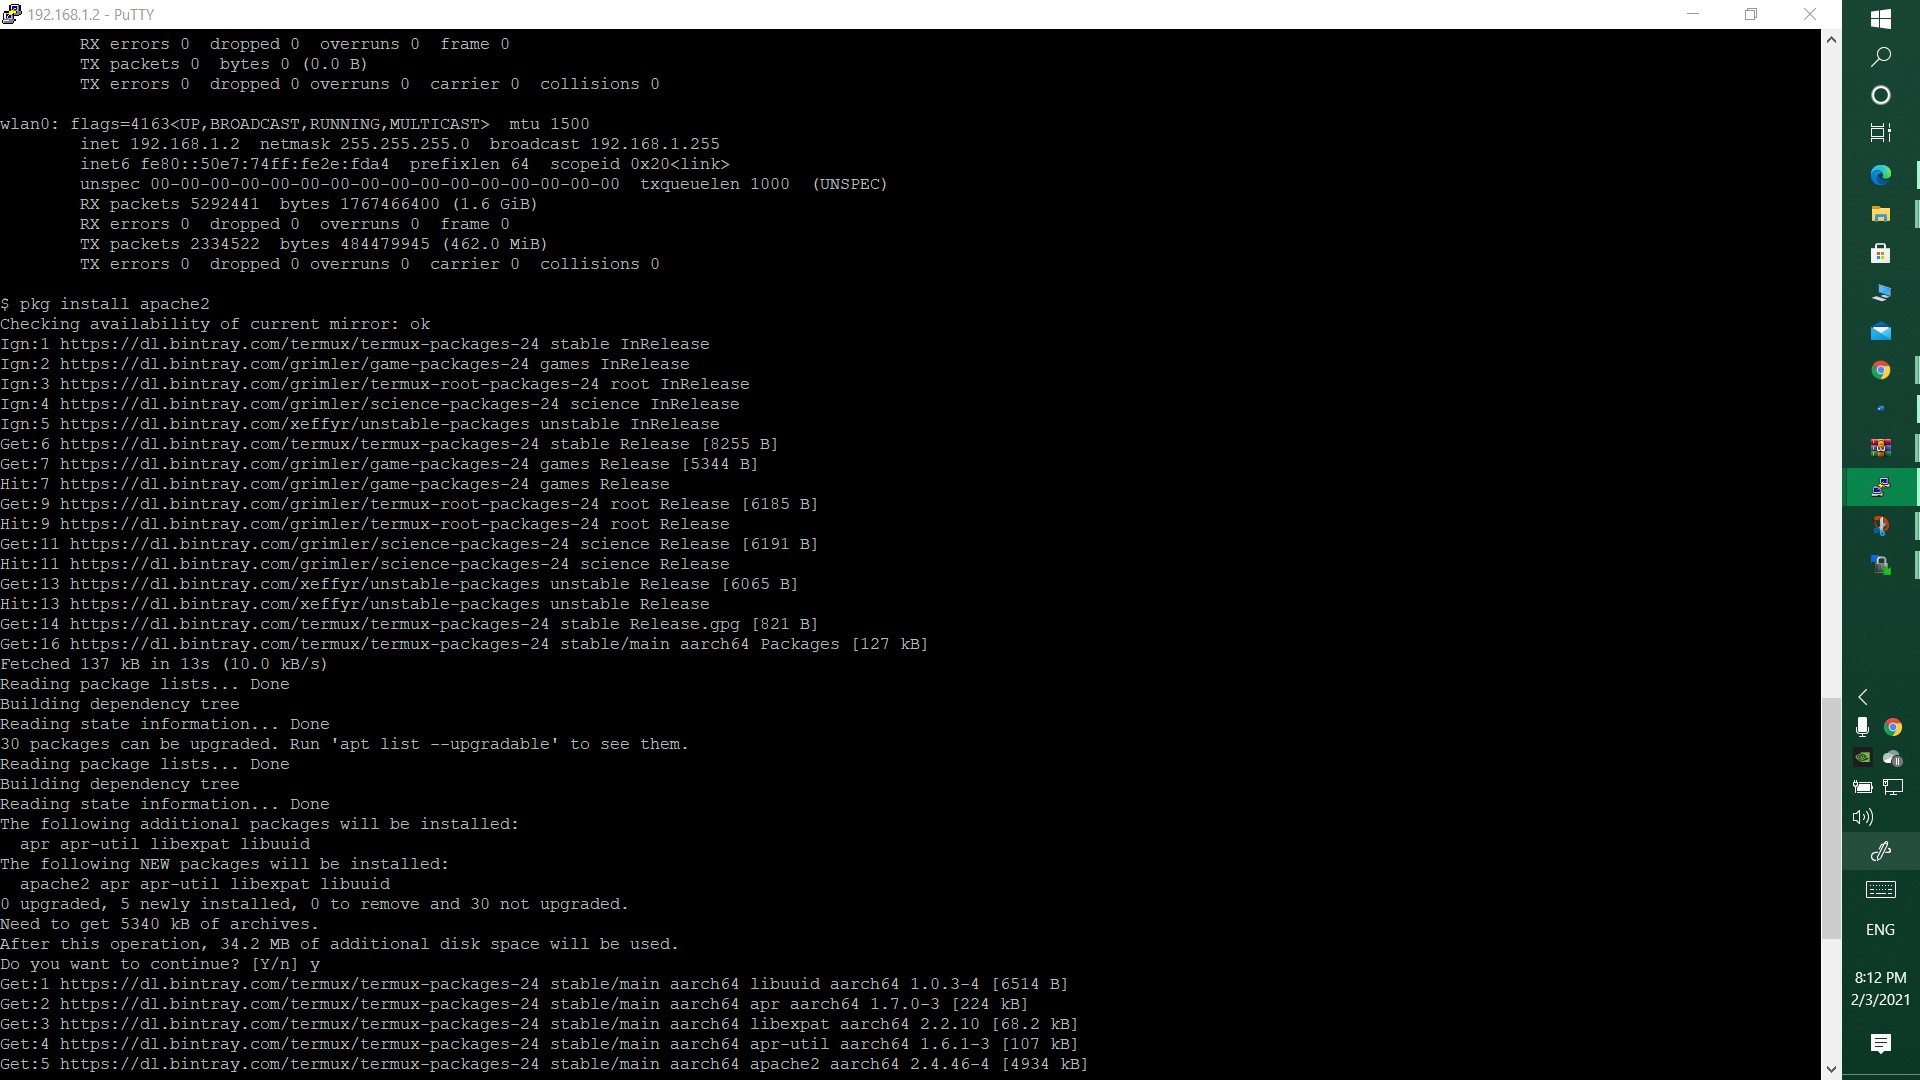 192.168.1.2 - PuTTY
RX errors 0  dropped 0  overruns 0  frame 0
TX packets 0  bytes 0 (0.0 B)
TX errors 0  dropped 0 overruns 0  carrier 0  collisions 0
wlan0: flags=4163<UP,BROADCAST,RUNNING,MULTICAST>  mtu 1500
inet 192.168.1.2  netmask 255.255.255.0  broadcast 192.168.1.255
inet6 fe80::50e7:74ff:fe2e:fda4  prefixlen 64  scopeid 0x20<link>
unspec 00-00-00-00-00-00-00-00-00-00-00-00-00-00-00-00  txqueuelen 1000  (UNSPEC)
RX packets 5292441  bytes 1767466400 (1.6 GiB)
RX errors 0  dropped 0  overruns 0  frame 0
TX packets 2334522  bytes 484479945 (462.0 MiB)
TX errors 0  dropped 0 overruns 0  carrier 0  collisions 0
$ pkg install apache2
Checking availability of current mirror: ok
Ign:1 https://dl.bintray.com/termux/termux-packages-24 stable InRelease
Ign:2 https://dl.bintray.com/grimler/game-packages-24 games InRelease
Ign:3 https://dl.bintray.com/grimler/termux-root-packages-24 root InRelease
Ign:4 https://dl.bintray.com/grimler/science-packages-24 science InRelease
Ign:5 https://dl.bintray.com/xeffyr/unstable-packages unstable InRelease
Get:6 https://dl.bintray.com/termux/termux-packages-24 stable Release [8255 B]
Get:7 https://dl.bintray.com/grimler/game-packages-24 games Release [5344 B]
Hit:7 https://dl.bintray.com/grimler/game-packages-24 games Release
Get:9 https://dl.bintray.com/grimler/termux-root-packages-24 root Release [6185 B]
Hit:9 https://dl.bintray.com/grimler/termux-root-packages-24 root Release
Get:11 https://dl.bintray.com/grimler/science-packages-24 science Release [6191 B]
Hit:11 https://dl.bintray.com/grimler/science-packages-24 science Release
Get:13 https://dl.bintray.com/xeffyr/unstable-packages unstable Release [6065 B]
Hit:13 https://dl.bintray.com/xeffyr/unstable-packages unstable Release
Get:14 https://dl.bintray.com/termux/termux-packages-24 stable Release.gpg [821 B]
Get:16 https://dl.bintray.com/termux/termux-packages-24 stable/main aarch64 Packages [127 kB]
Fetched 137 kB in 13s (10.0 kB/s)
Reading package lists... Done
Building dependency tree
Reading state information... Done
30 packages can be upgraded. Run 'apt list --upgradable' to see them.
Reading package lists... Done
Building dependency tree
Reading state information... Done
The following additional packages will be installed:
apr apr-util libexpat libuuid
The following NEW packages will be installed:
apache2 apr apr-util libexpat libuuid
0 upgraded, 5 newly installed, 0 to remove and 30 not upgraded.
Need to get 5340 kB of archives.
After this operation, 34.2 MB of additional disk space will be used.
Do you want to continue? [Y/n] y
Get:1 https://dl.bintray.com/termux/termux-packages-24 stable/main aarch64 libuuid aarch64 1.0.3-4 [6514 B]
Get:2 https://dl.bintray.com/termux/termux-packages-24 stable/main aarch64 apr aarch64 1.7.0-3 [224 kB]
Get:3 https://dl.bintray.com/termux/termux-packages-24 stable/main aarch64 libexpat aarch64 2.2.10 [68.2 kB]
Get:4 https://dl.bintray.com/termux/termux-packages-24 stable/main aarch64 apr-util aarch64 1.6.1-3 [107 kB]
Get:5 https://dl.bintray.com/termux/termux-packages-24 stable/main aarch64 apache2 aarch64 2.4.46-4 [4934 kB]
ENG
8:12 PM
2/3/2021